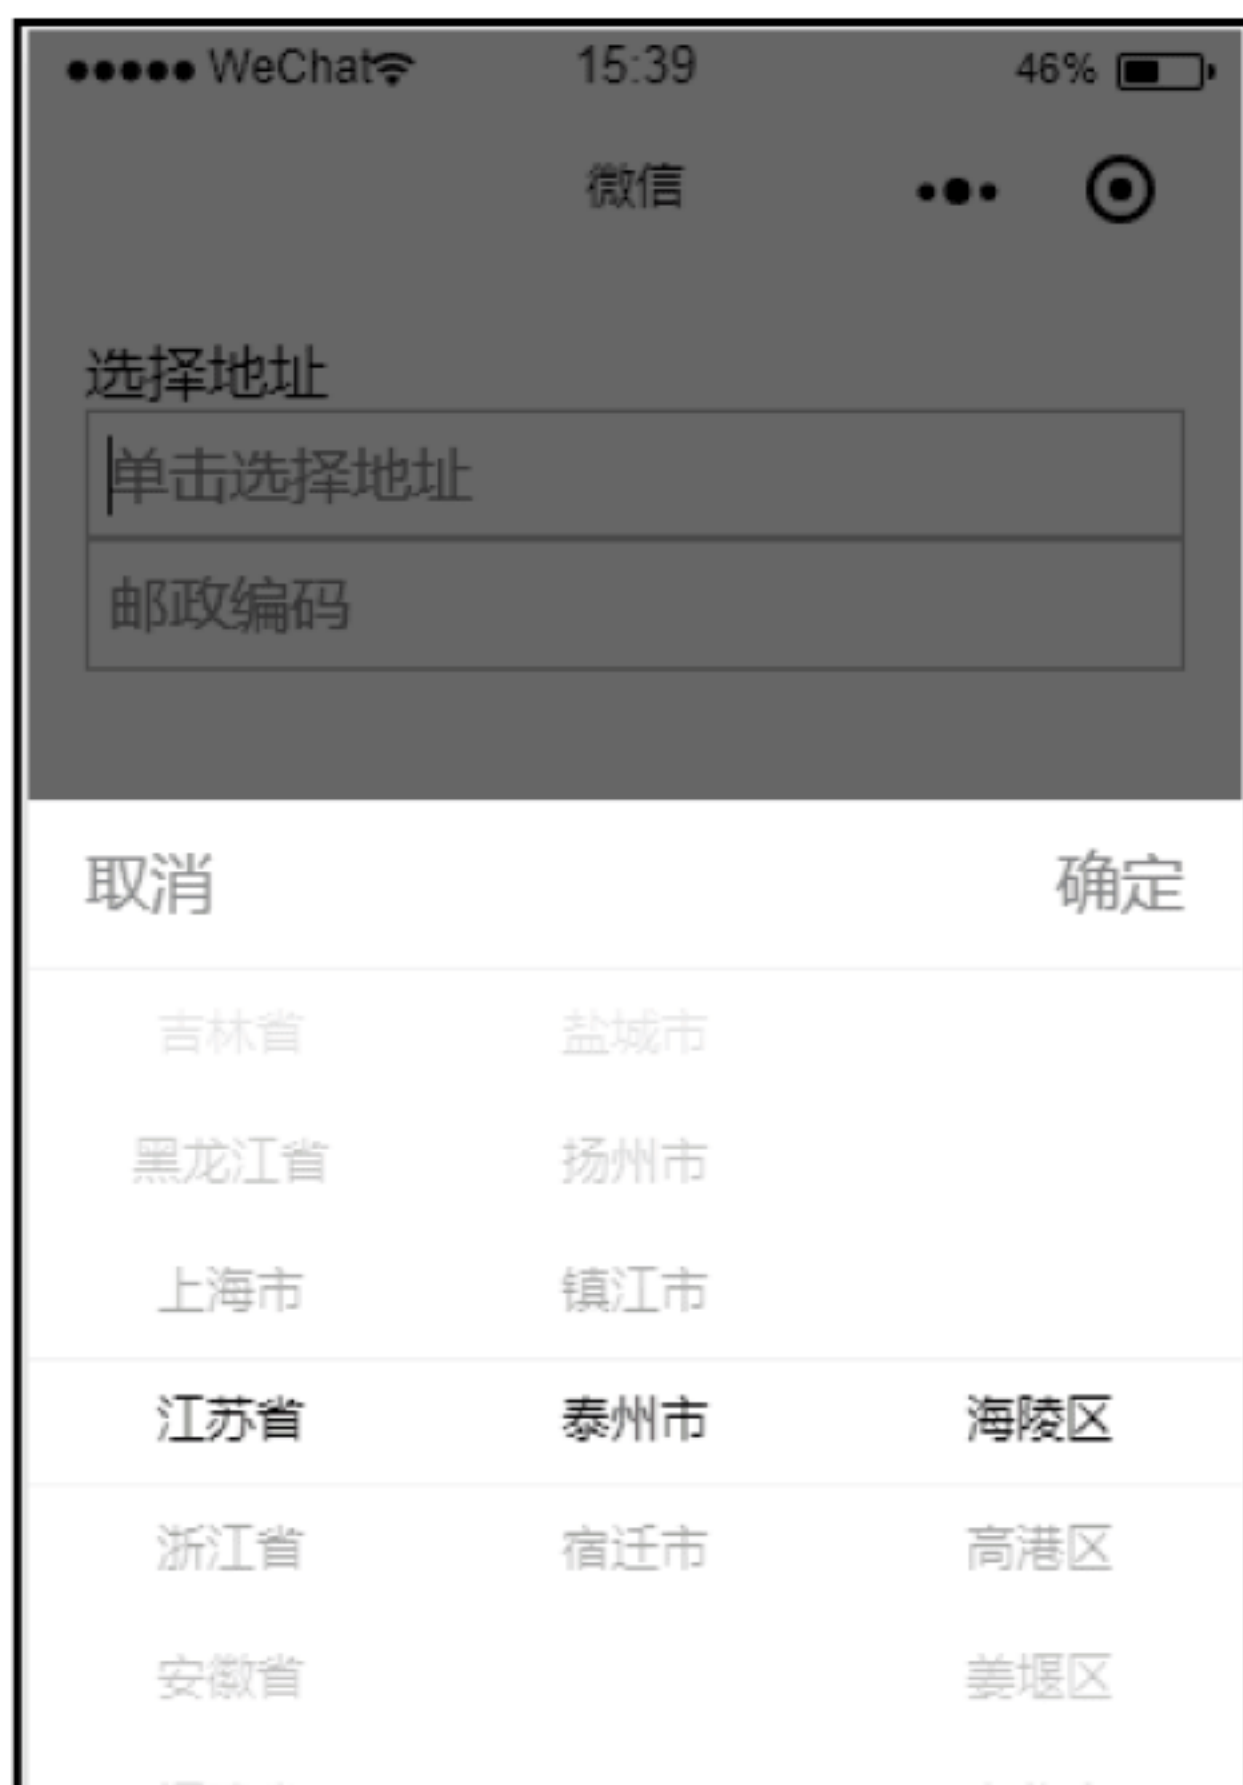 WeChat 15:39 46%
微信
选择地址
单击选择地址
邮政编码
取消 确定
吉林省 盐城市
黑龙江省 扬州市
上海市 镇江市
江苏省 泰州市 海陵区
浙江省 宿迁市 高港区
安徽省 姜堰区